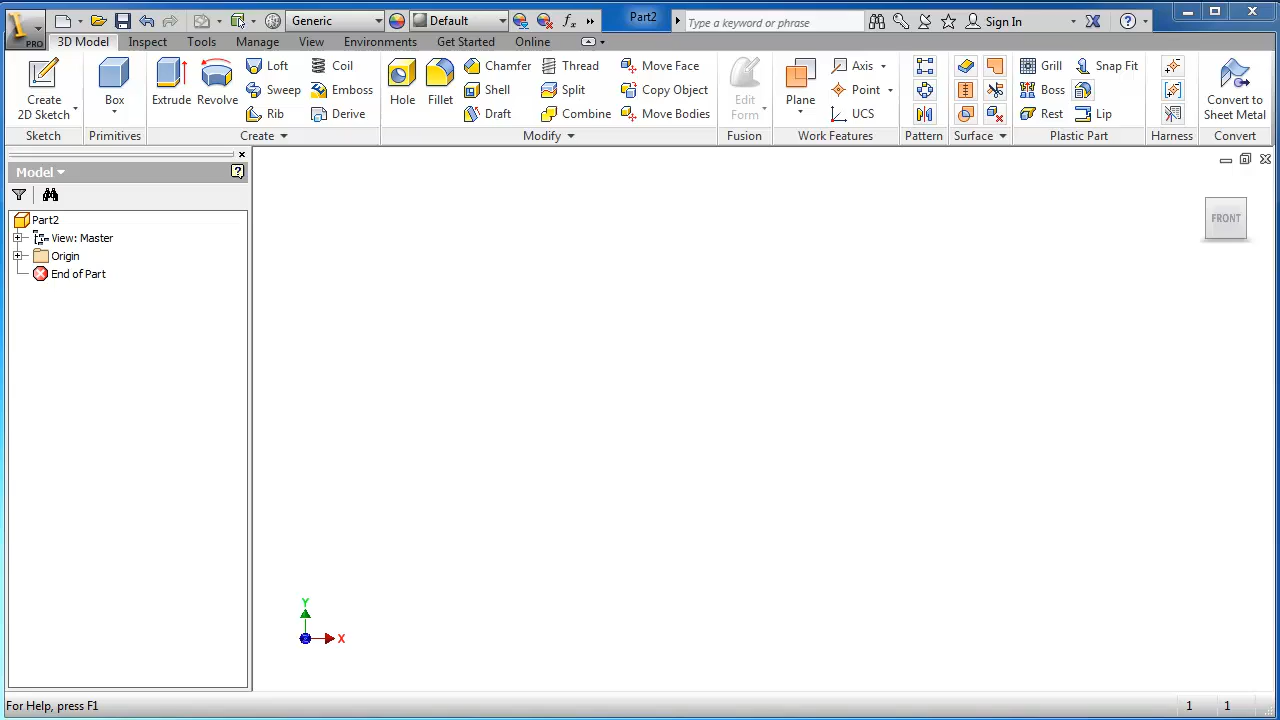 PRO Generic Default Part2 Type a keyword or phrase Sign In
3D Model Inspect Tools View Manage Environments Get Started Online
Create 2D Sketch
Sketch
Box
Primitives
Extrude Revolve
Loft Coil
Sweep Emboss
Rib Derive
Create
Hole Fillet
Chamfer Thread Move Face
Shell Split Copy Object
Draft Combine Move Bodies
Modify
Edit Form
Fusion
Plane
Axis
Point
UCS
Work Features
Pattern
Surface
Grill Snap Fit
Boss
Rest Lip
Plastic Part
Harness
Convert to Sheet Metal
Convert
Model
Part2
View: Master
Origin
End of Part
FRONT
Y
X
For Help, press F1
1 1